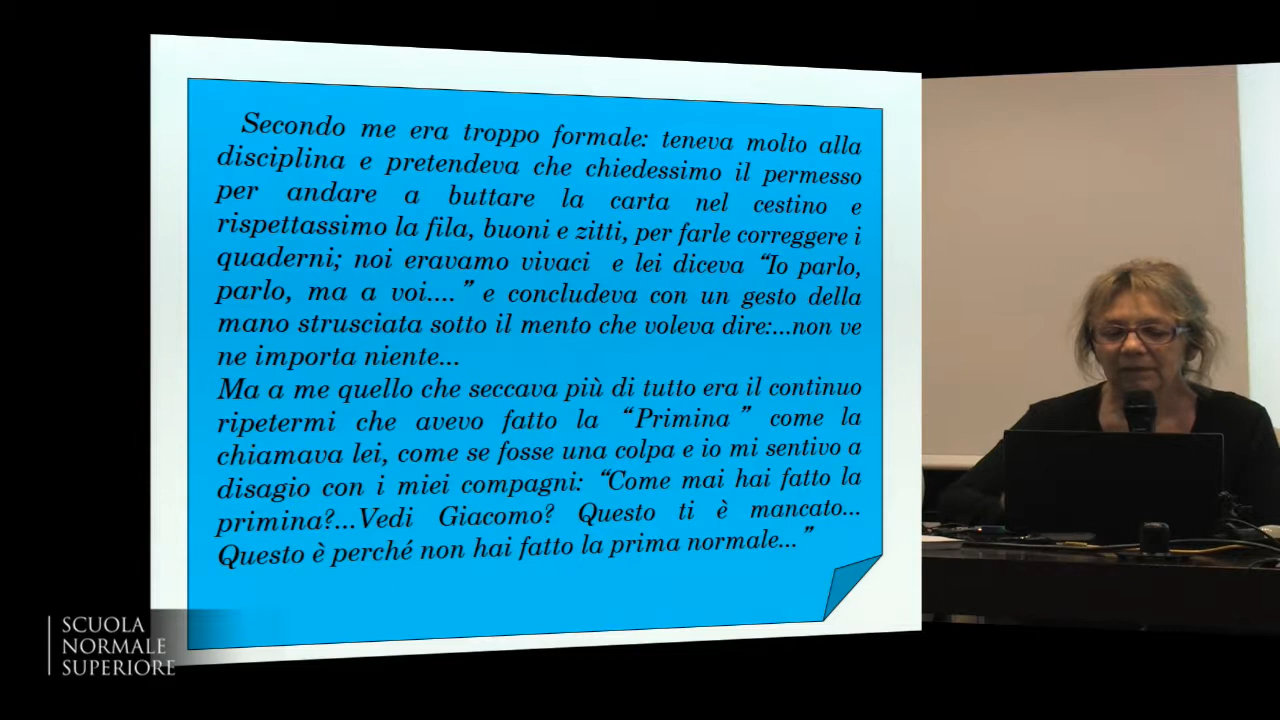 Secondo me era troppo formale: teneva molto alla
disciplina e pretendeva che chiedessimo il permesso
per andare a buttare la carta nel cestino e
rispettassimo la fila, buoni e zitti, per farle correggere i
quaderni; noi eravamo vivaci e lei diceva “Io parlo,
parlo, ma a voi.... ” e concludeva con un gesto della
mano strusciata sotto il mento che voleva dire:...non ve
ne importa niente...
Ma a me quello che seccava più di tutto era il continuo
ripetermi che avevo fatto la “Primina ” come la
chiamava lei, come se fosse una colpa e io mi sentivo a
disagio con i miei compagni: “Come mai hai fatto la
primina?...Vedi Giacomo? Questo ti è mancato...
Questo è perché non hai fatto la prima normale... ”
SCUOLA
NORMALE
SUPERIORE